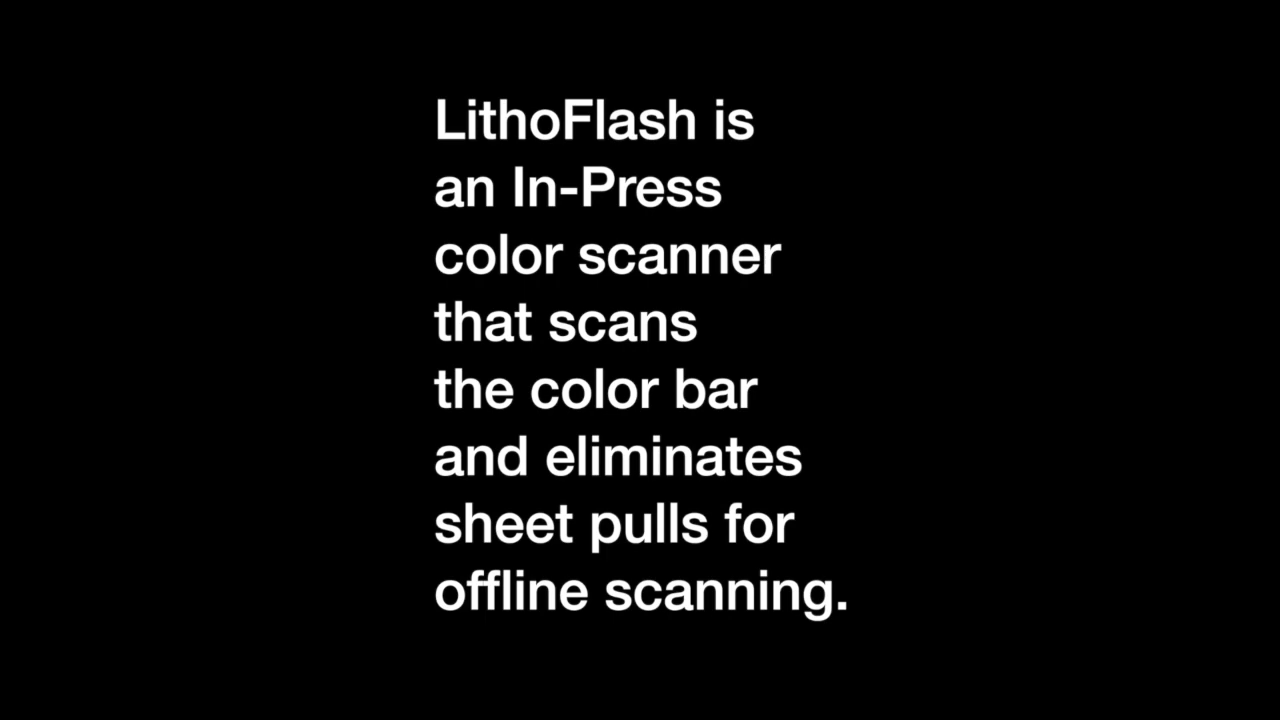 LithoFlash is
an In-Press
color scanner
that scans
the color bar
and eliminates
sheet pulls for
offline scanning.